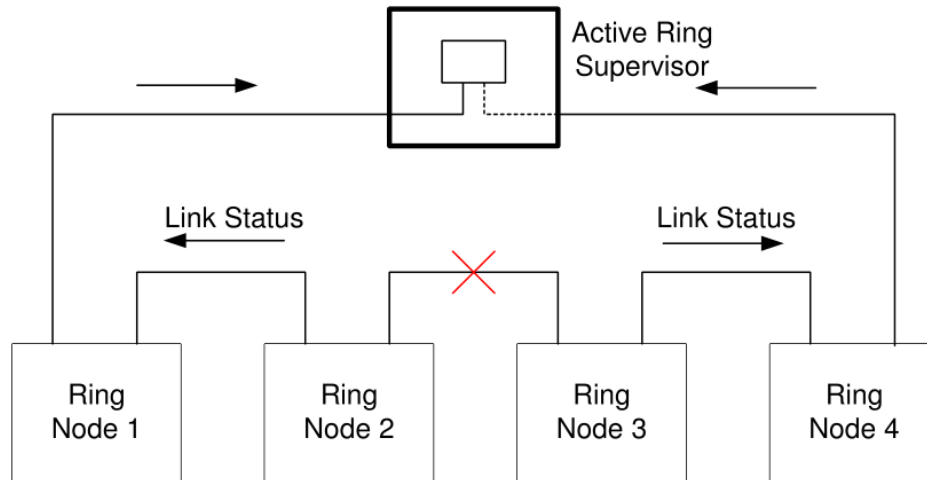 Active Ring
Supervisor
Link Status
Link Status
Ring
Node 1
Ring
Node 2
Ring
Node 3
Ring
Node 4